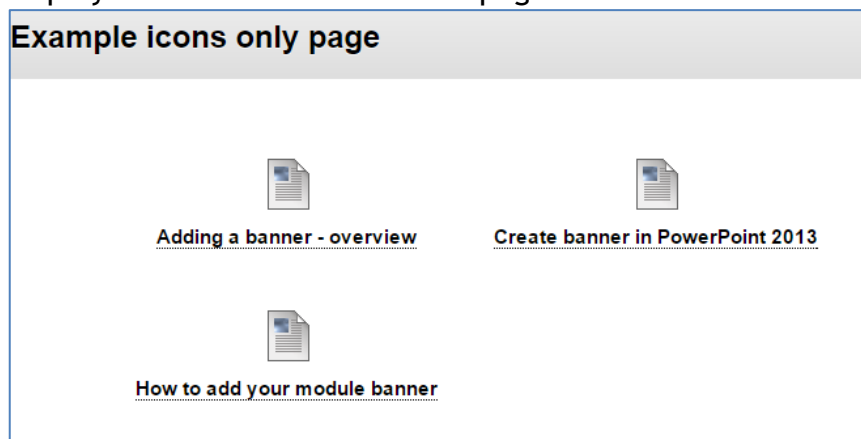 Example icons only page
Adding a banner - overview
Create banner in PowerPoint 2013
How to add your module banner